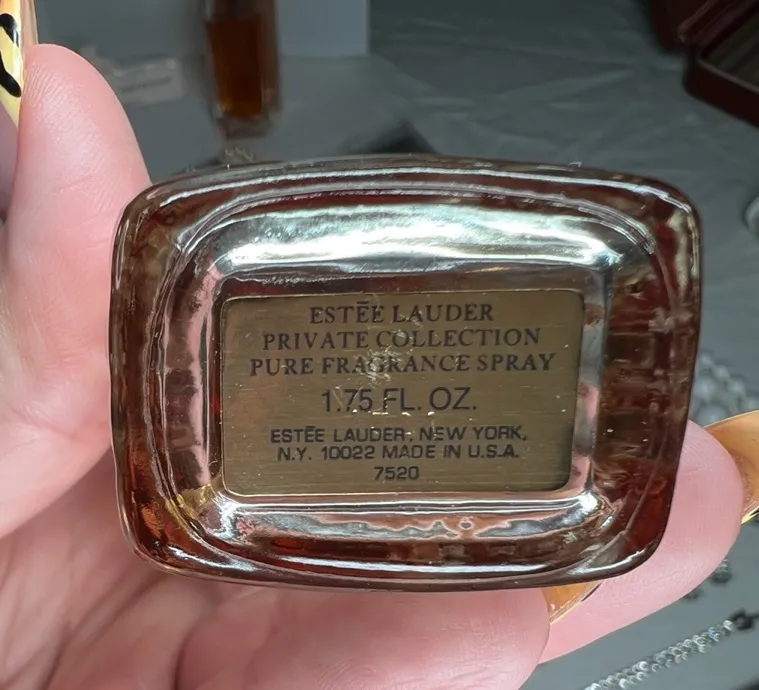 ESTĒE LAUDER
PRIVATE COLLECTION
PURE FRAGRANCE SPRAY
1.75 FL. OZ.
ESTĒE LAUDER, NEW YORK,
N.Y. 10022 MADE IN U.S.A.
7520